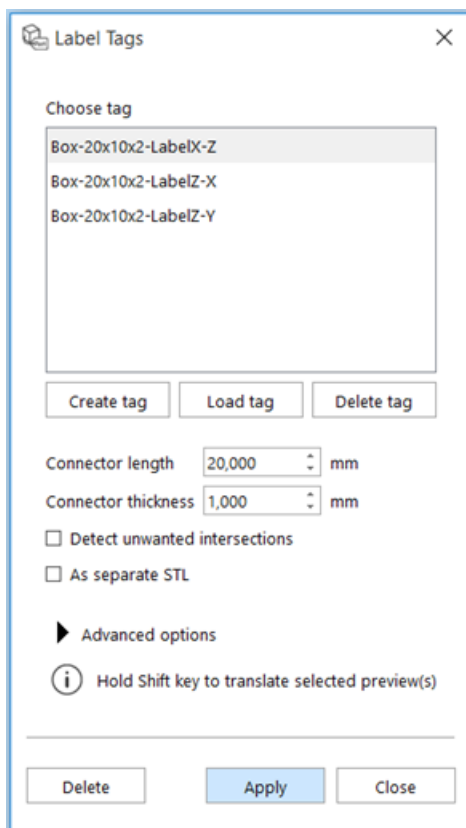 Label Tags
Choose tag
Box-20x10x2-LabelX-Z
Box-20x10x2-LabelZ-X
Box-20x10x2-LabelZ-Y
Create tag Load tag Delete tag
Connector length 20,000 mm
Connector thickness 1,000 mm
Detect unwanted intersections
As separate STL
Advanced options
Hold Shift key to translate selected preview(s)
Delete Apply Close